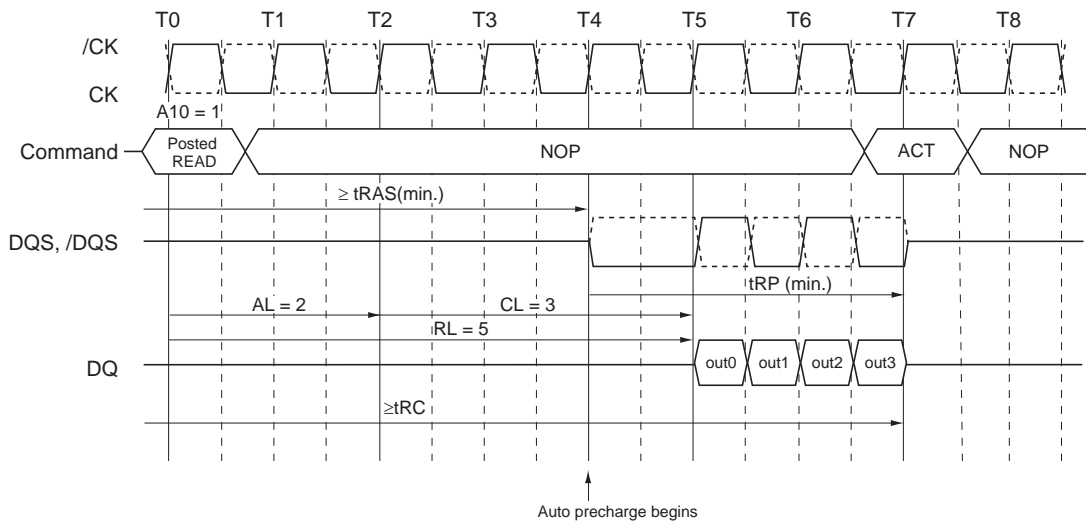 T0 T1 T2 T3 T4 T5 T6 T7 T8
/CK
CK
A10 = 1
Command
Posted
READ
NOP
ACT
NOP
≥ tRAS(min.)
DQS, /DQS
tRP (min.)
AL = 2
CL = 3
RL = 5
DQ
out0
out1
out2
out3
≥tRC
Auto precharge begins